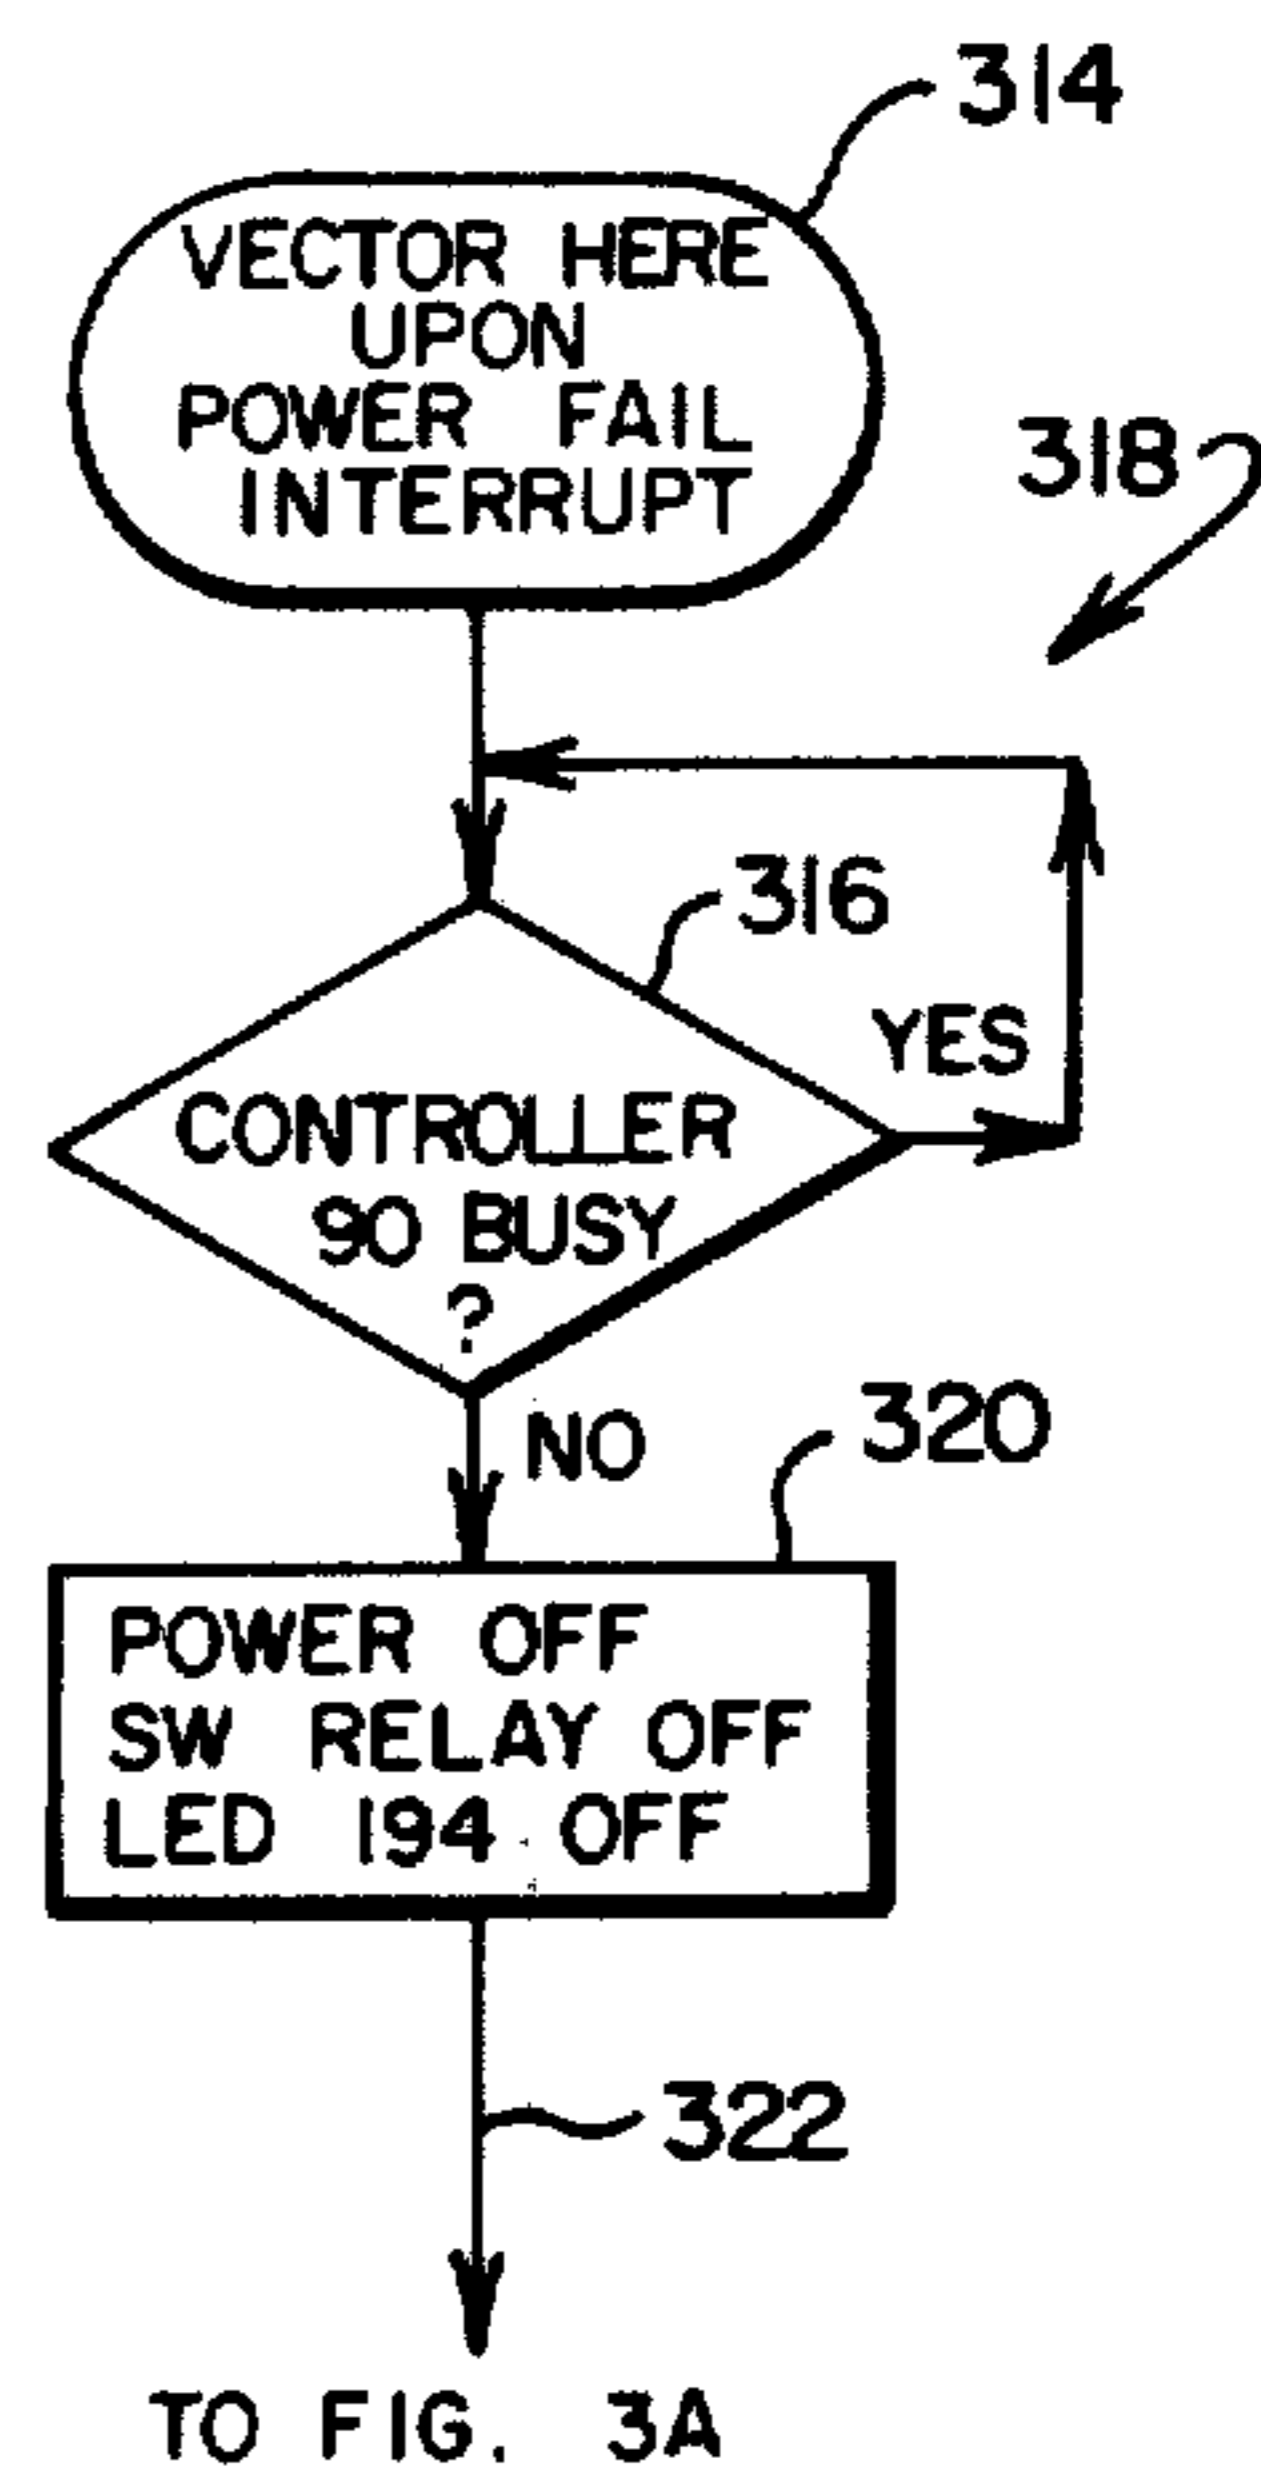 314
VECTOR HERE
UPON
POWER FAIL
INTERRUPT
318
316
YES
CONTROLLER
90 BUSY
?
NO
320
POWER OFF
SW RELAY OFF
LED 194 OFF
322
TO FIG. 3A